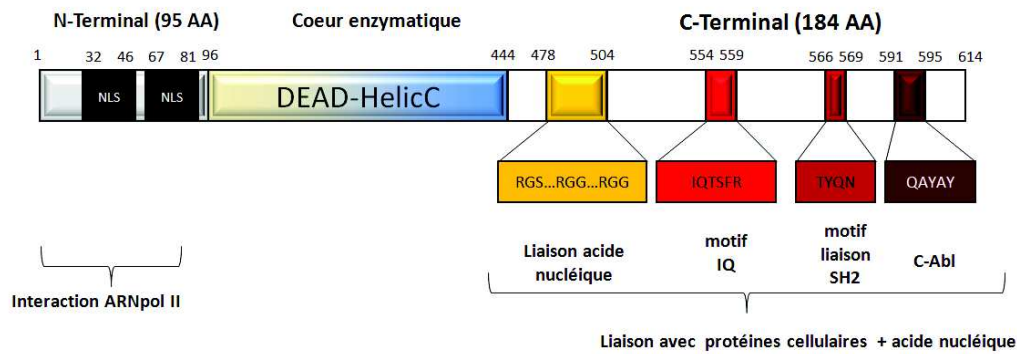 N-Terminal (95 AA)
Coeur enzymatique
C-Terminal (184 AA)
1 32 46 67 81 96 444 478 504 554 559 566 569 591 595 614
NLS NLS DEAD-HelicC
RGS...RGG...RGG IQTSFR TYQN QAYAY
Liaison acide
nucléique
motif
IQ
motif
liaison
SH2
C-Abl
Interaction ARNpol II
Liaison avec protéines cellulaires + acide nucléique